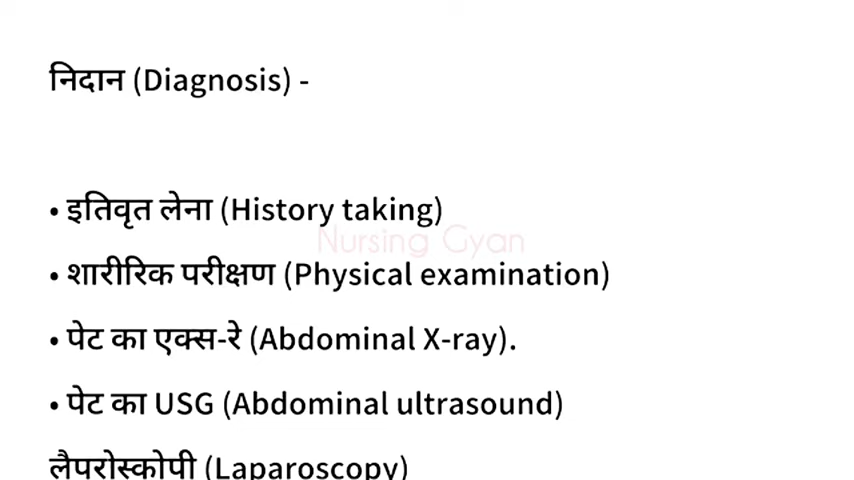 निदान (Diagnosis) -
• इतिवृत लेना (History taking)
Nursing Gyan
• शारीरिक परीक्षण (Physical examination)
• पेट का एक्स-रे (Abdominal X-ray).
• पेट का USG (Abdominal ultrasound)
लैपरोस्कोपी (Laparoscopy)